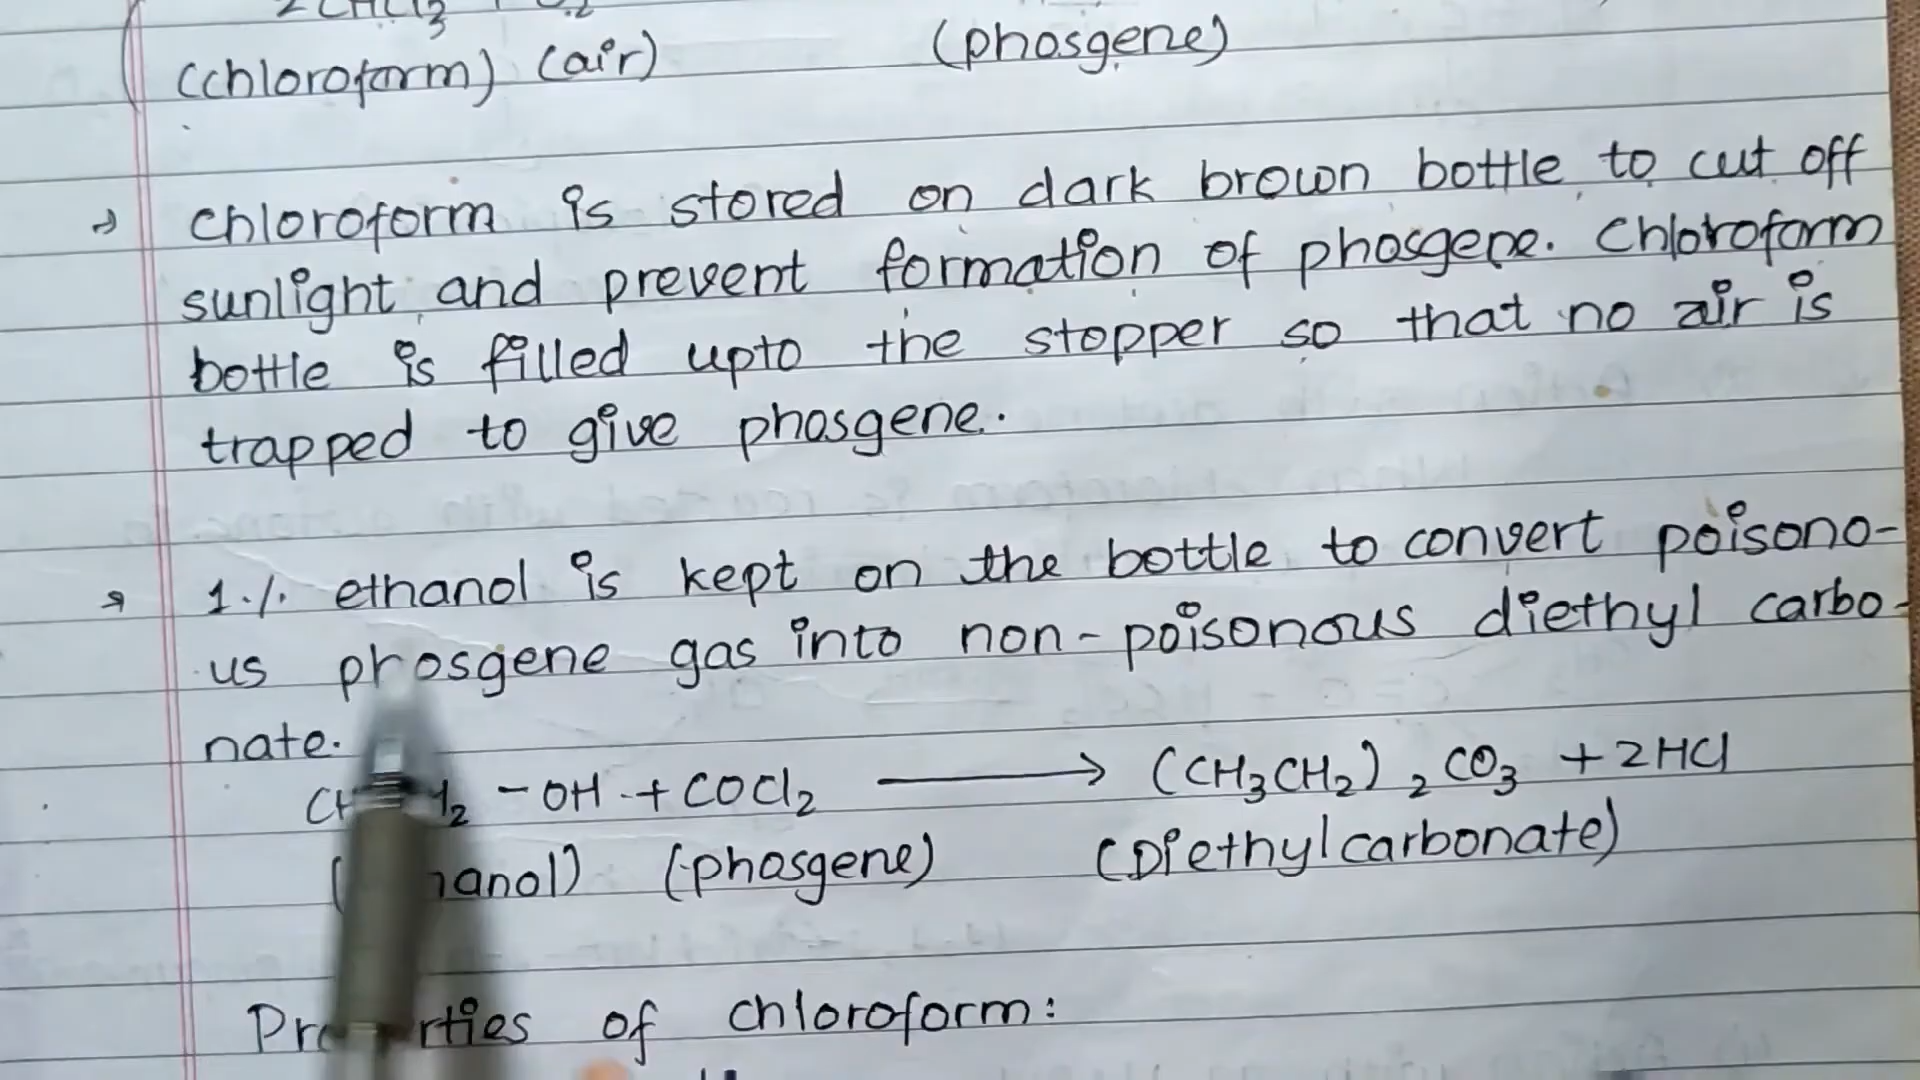 (chloroform) (air) (phosgene)
→ chloroform is stored on dark brown bottle to cut off
sunlight and prevent formation of phosgene. Chloroform
bottle is filled upto the stopper so that no air is
trapped to give phosgene.
→ 1% ethanol is kept on the bottle to convert poisono-
us phosgene gas into non-poisonous diethyl carbo-
nate.
-OH + COCl₂ ⟶ (CH₃CH₂)₂CO₃ + 2HCl
(phosgene) (Diethylcarbonate)
of chloroform: